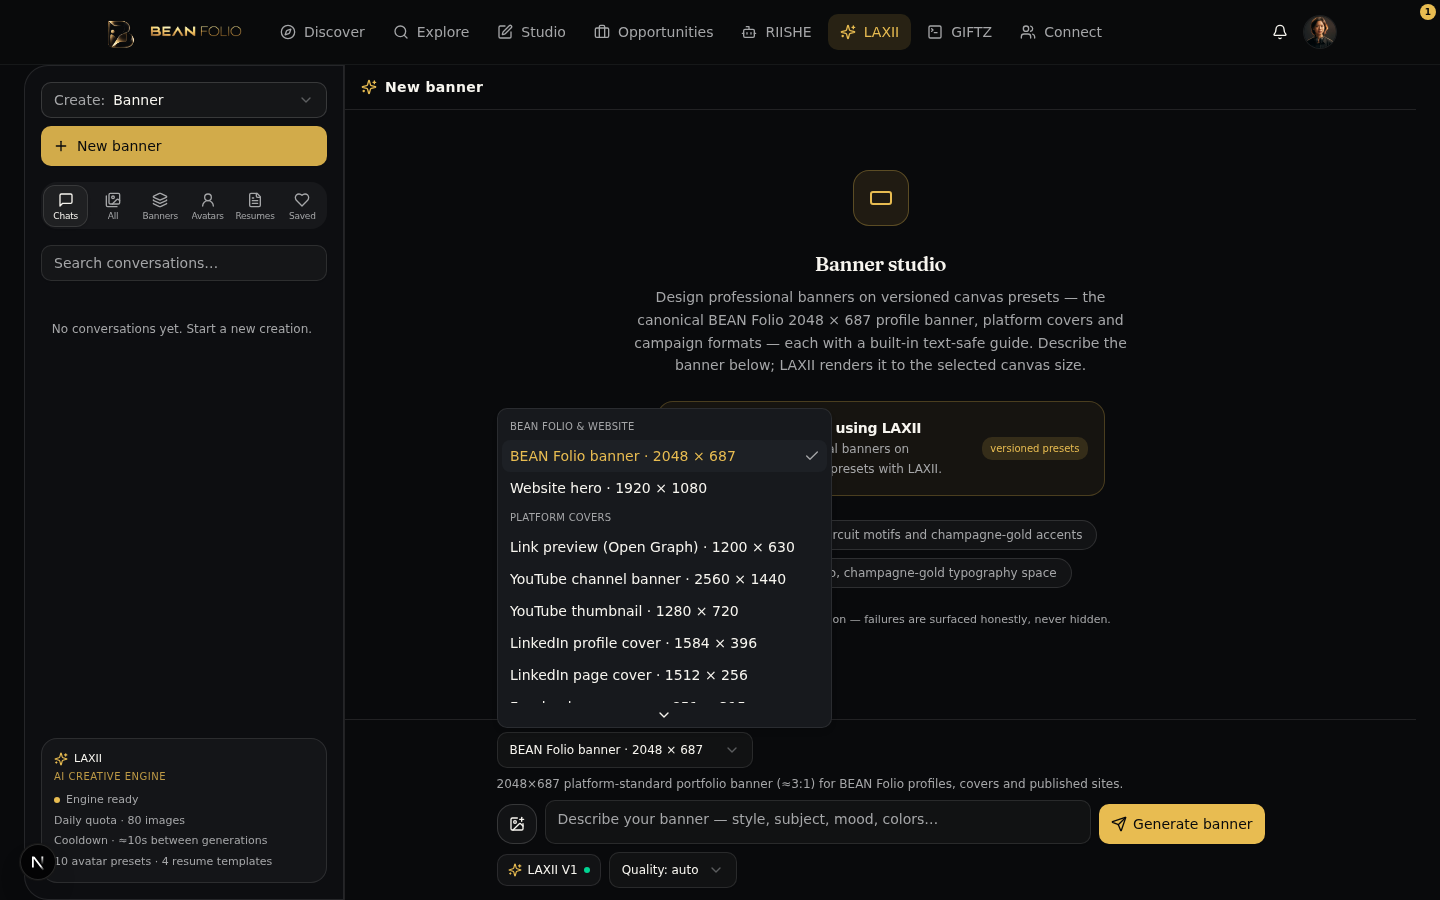 BEAN FOLIO
Discover
Explore
Studio
Opportunities
RIISHE
LAXII
GIFTZ
Connect
1
Create: Banner
New banner
Chats
All
Banners
Avatars
Resumes
Saved
Search conversations...
No conversations yet. Start a new creation.
LAXII
AI CREATIVE ENGINE
Engine ready
Daily quota · 80 images
Cooldown · ≈10s between generations
10 avatar presets · 4 resume templates
N
New banner
Banner studio
Design professional banners on versioned canvas presets — the
canonical BEAN Folio 2048 × 687 profile banner, platform covers and
campaign formats — each with a built-in text-safe guide. Describe the
banner below; LAXII renders it to the selected canvas size.
using LAXII
al banners on
presets with LAXII.
versioned presets
rcuit motifs and champagne-gold accents
o, champagne-gold typography space
on — failures are surfaced honestly, never hidden.
BEAN FOLIO & WEBSITE
BEAN Folio banner · 2048 × 687
Website hero · 1920 × 1080
PLATFORM COVERS
Link preview (Open Graph) · 1200 × 630
YouTube channel banner · 2560 × 1440
YouTube thumbnail · 1280 × 720
LinkedIn profile cover · 1584 × 396
LinkedIn page cover · 1512 × 256
BEAN Folio banner · 2048 × 687
2048×687 platform-standard portfolio banner (≈3:1) for BEAN Folio profiles, covers and published sites.
Describe your banner — style, subject, mood, colors...
Generate banner
LAXII V1
Quality: auto